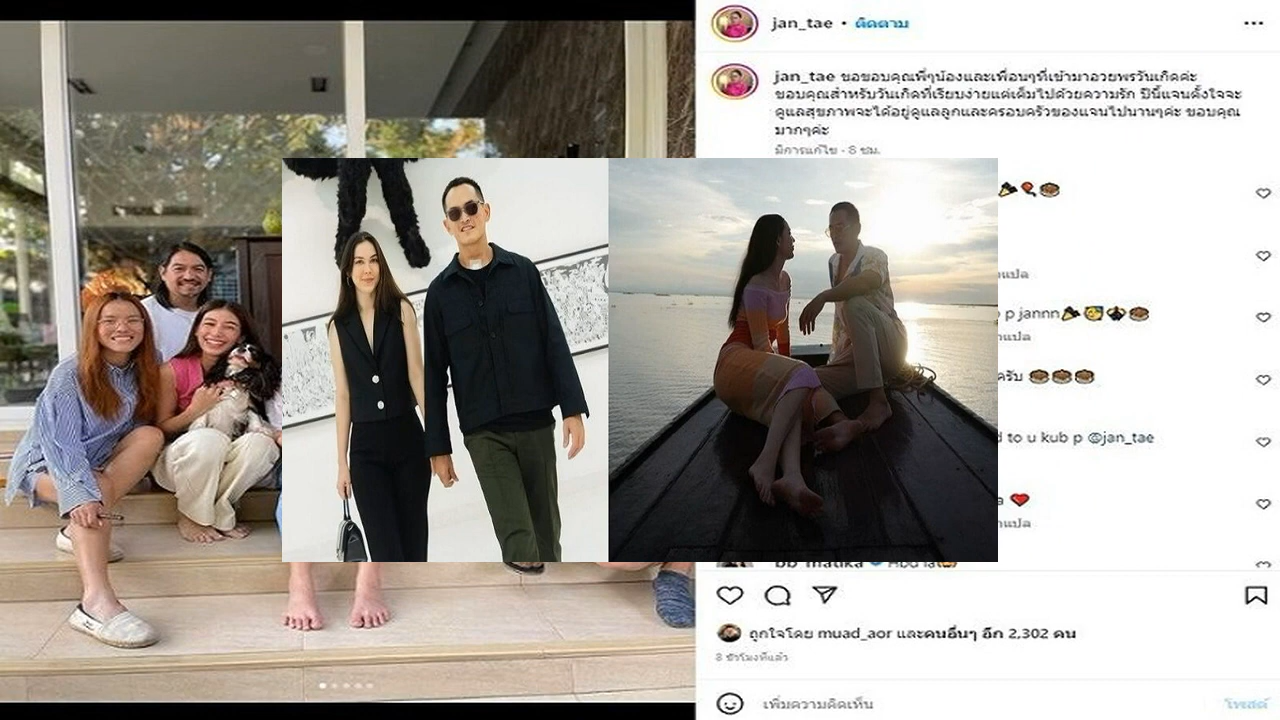 jan_tae • ติดตาม
jan_tae ขอขอบคุณพี่ๆน้องและเพื่อนๆที่เข้ามาอวยพรวันเกิดค่ะ
ขอบคุณสำหรับวันเกิดที่เรียบง่ายแต่เต็มไปด้วยความรัก ปีนี้แจนตั้งใจจะ
ดูแลสุขภาพจะได้อยู่ดูแลลูกและครอบครัวของแจนไปนานๆค่ะ ขอบคุณ
มากๆค่ะ
มีการแก้ไข · 8 ชม.
p jannn
ครับ
d to u kub p @jan_tae
ถูกใจโดย muad_aor และคนอื่นๆ อีก 2,302 คน
8 ชั่วโมงที่แล้ว
เพิ่มความคิดเห็น
โพสต์